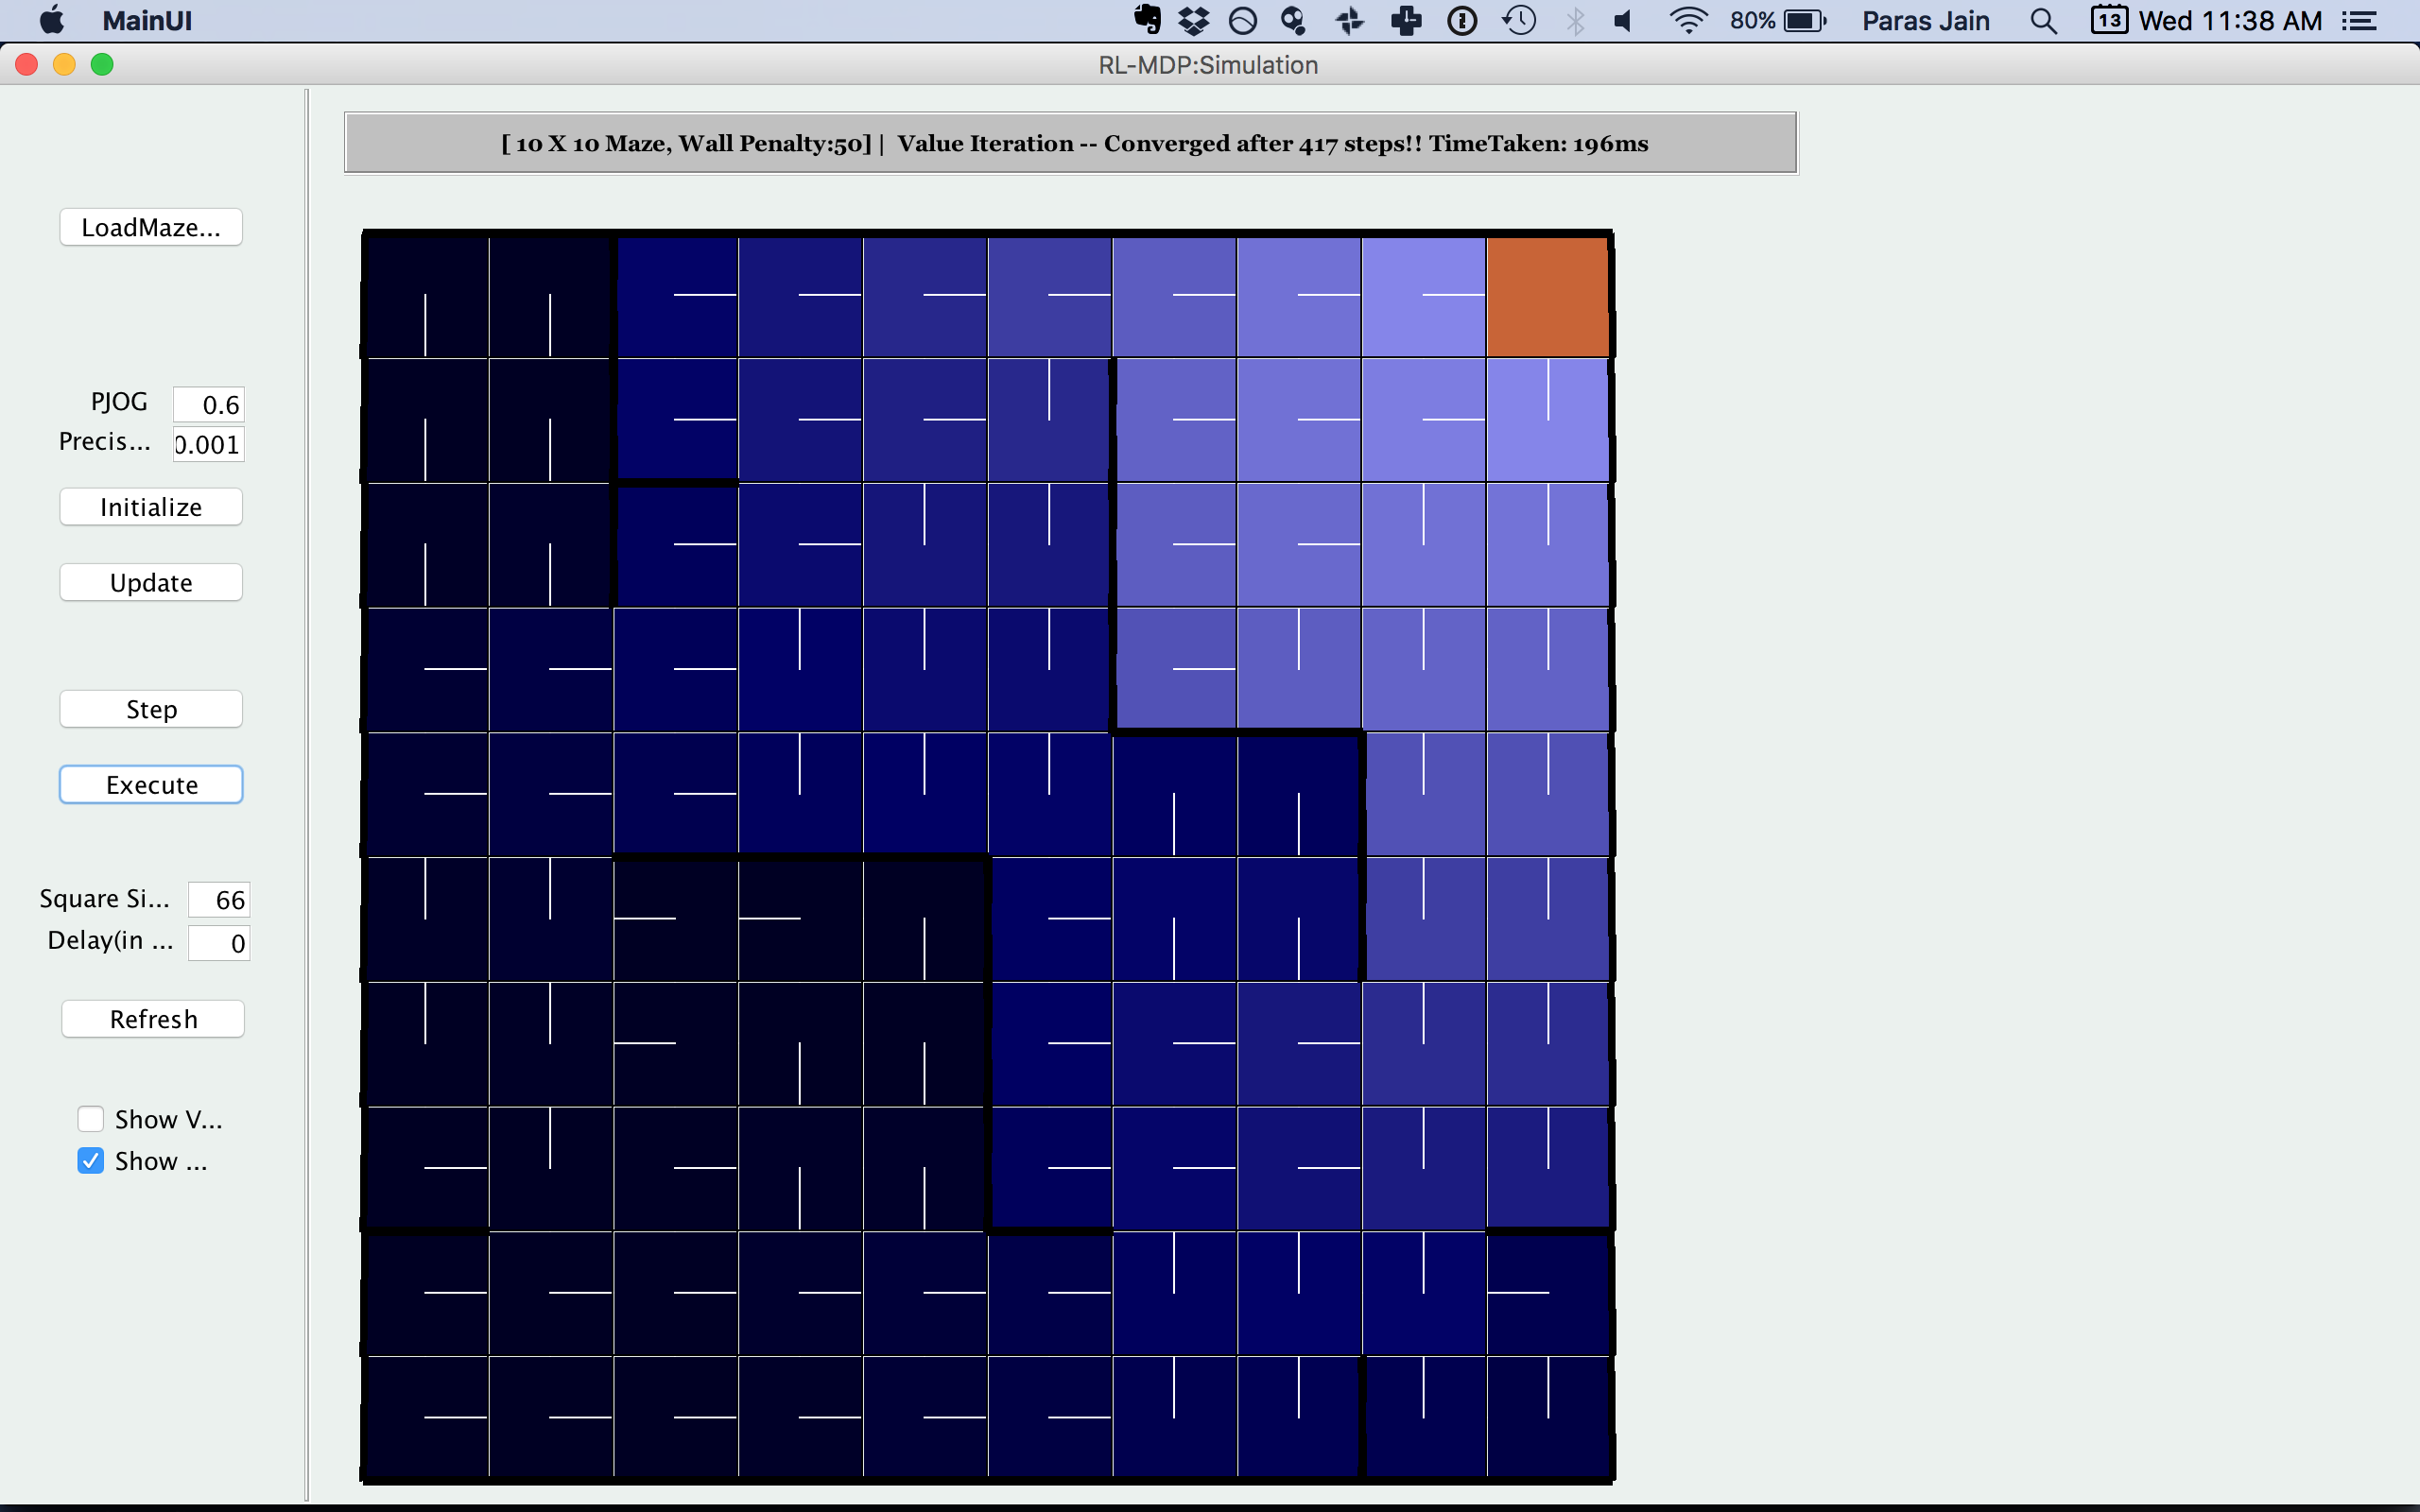 MainUI 80% Paras Jain 13 Wed 11:38 AM
RL-MDP:Simulation
[ 10 X 10 Maze, Wall Penalty:50] | Value Iteration -- Converged after 417 steps!! TimeTaken: 196ms
LoadMaze...
PJOG 0.6
Precis... 0.001
Initialize
Update
Step
Execute
Square Si... 66
Delay(in ... 0
Refresh
Show V...
Show ...